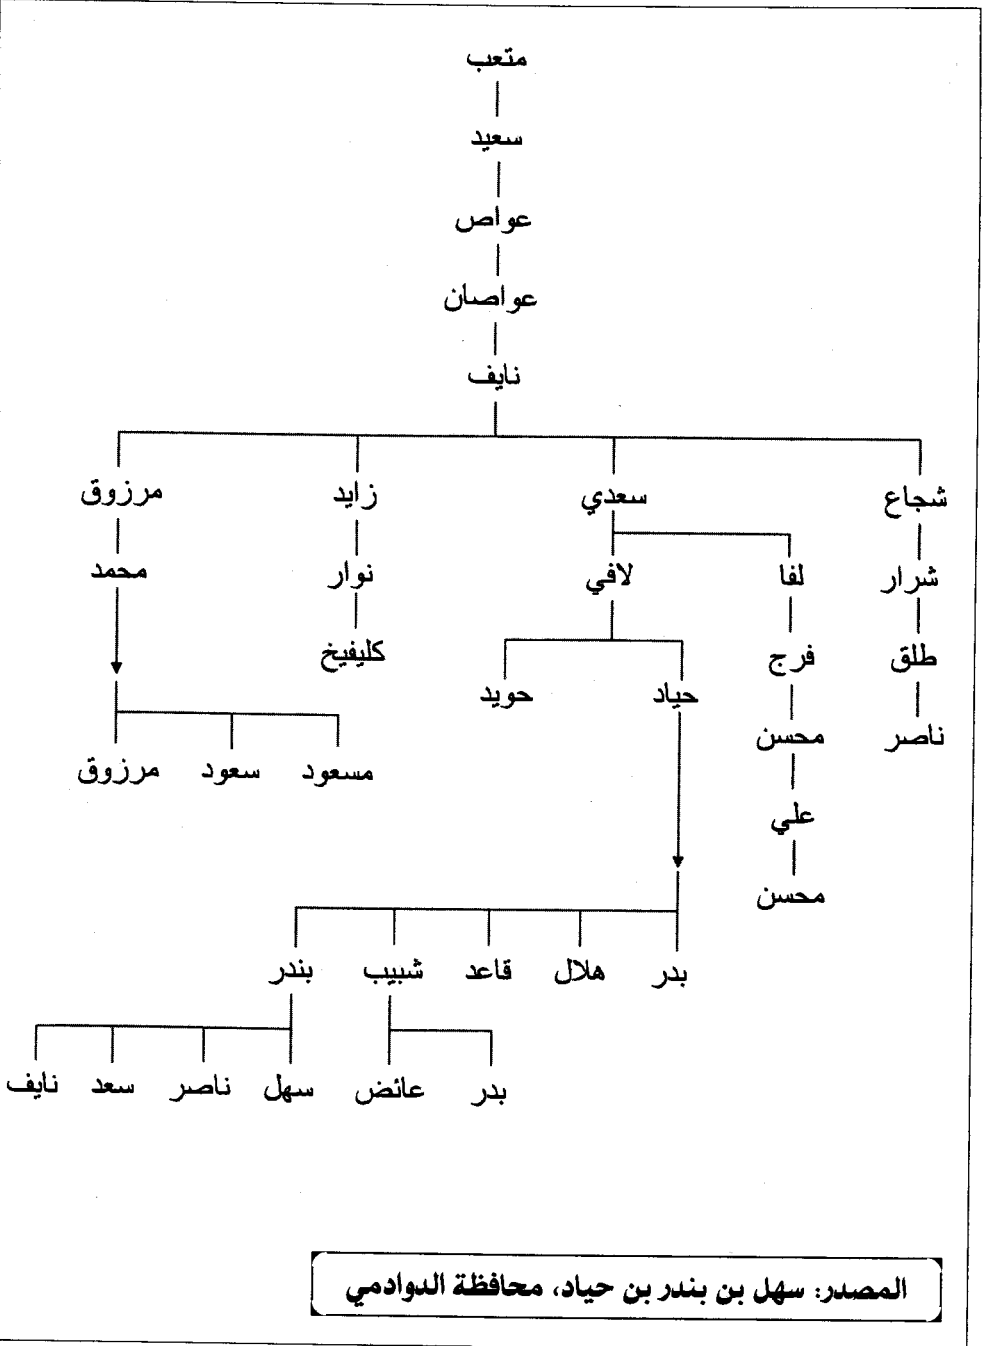 متعب
سعيد
عواص
عواصان
نايف
شجاع سعدي زايد مرزوق
شرار لفا لافي نوار محمد
طلق فرج حياد حويد كليفيخ
ناصر محسن مسعود سعود مرزوق
علي
محسن
بدر هلال قاعد شبيب بندر
بدر عائض سهل ناصر سعد نايف
المصدر: سهل بن بندر بن حياد، محافظة الدوادمي